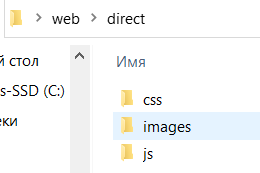 web > direct
Имя
й стол
css
s-SSD (C:)
images
еки
js